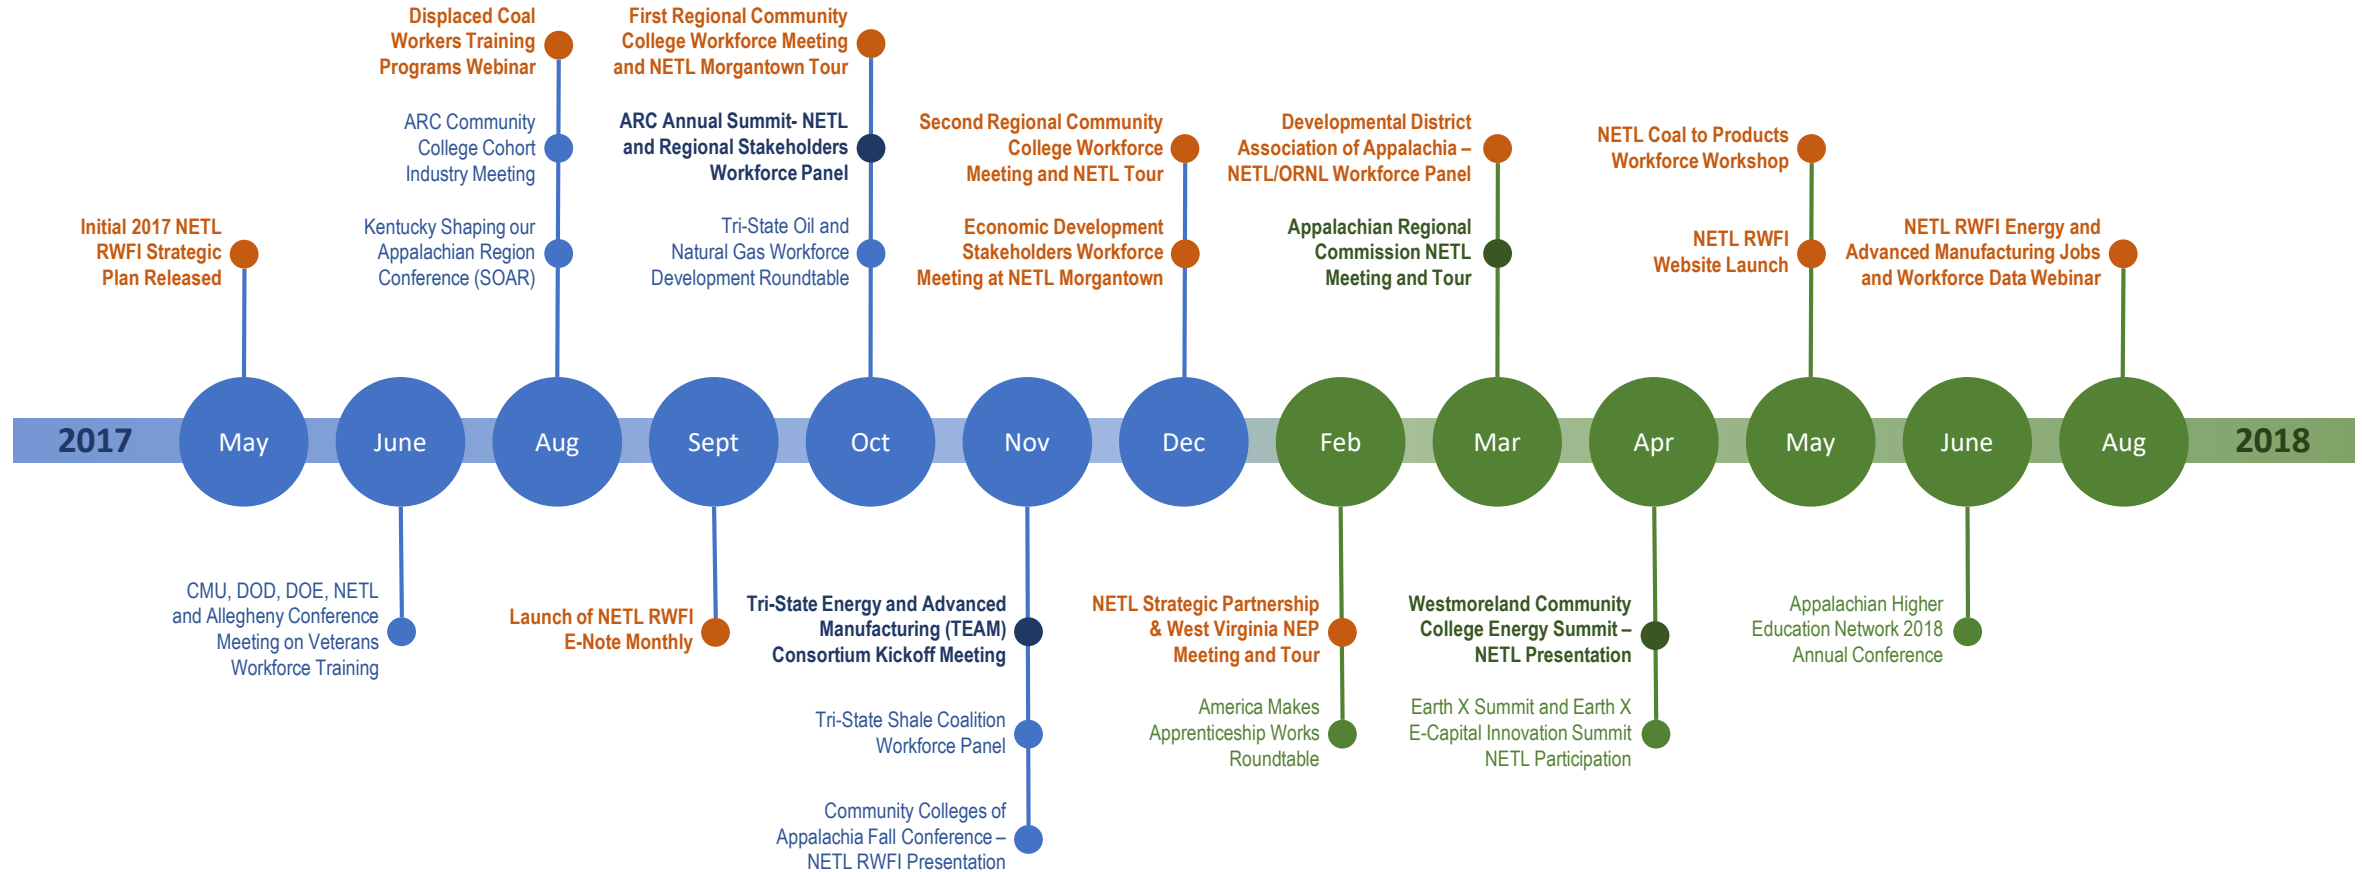 Displaced Coal
Workers Training
Programs Webinar
First Regional Community
College Workforce Meeting
and NETL Morgantown Tour
ARC Community
College Cohort
Industry Meeting
ARC Annual Summit- NETL
and Regional Stakeholders
Workforce Panel
Second Regional Community
College Workforce
Meeting and NETL Tour
Developmental District
Association of Appalachia –
NETL/ORNL Workforce Panel
NETL Coal to Products
Workforce Workshop
Initial 2017 NETL
RWFI Strategic
Plan Released
Kentucky Shaping our
Appalachian Region
Conference (SOAR)
Tri-State Oil and
Natural Gas Workforce
Development Roundtable
Economic Development
Stakeholders Workforce
Meeting at NETL Morgantown
Appalachian Regional
Commission NETL
Meeting and Tour
NETL RWFI
Website Launch
NETL RWFI Energy and
Advanced Manufacturing Jobs
and Workforce Data Webinar
2017
May
June
Aug
Sept
Oct
Nov
Dec
Feb
Mar
Apr
May
June
Aug
2018
CMU, DOD, DOE, NETL
and Allegheny Conference
Meeting on Veterans
Workforce Training
Launch of NETL RWFI
E-Note Monthly
Tri-State Energy and Advanced
Manufacturing (TEAM)
Consortium Kickoff Meeting
NETL Strategic Partnership
& West Virginia NEP
Meeting and Tour
Westmoreland Community
College Energy Summit –
NETL Presentation
Appalachian Higher
Education Network 2018
Annual Conference
Tri-State Shale Coalition
Workforce Panel
America Makes
Apprenticeship Works
Roundtable
Earth X Summit and Earth X
E-Capital Innovation Summit
NETL Participation
Community Colleges of
Appalachia Fall Conference –
NETL RWFI Presentation